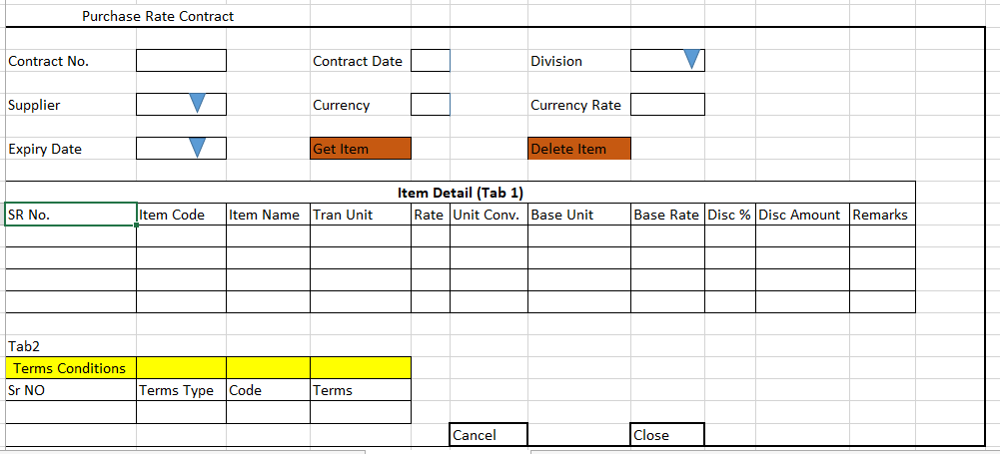 Purchase Rate Contract
Contract No. Contract Date Division
Supplier Currency Currency Rate
Expiry Date Get Item Delete Item
Item Detail (Tab 1)
SR No. Item Code Item Name Tran Unit Rate Unit Conv. Base Unit Base Rate Disc % Disc Amount Remarks
Tab2
Terms Conditions
Sr NO Terms Type Code Terms
Cancel Close